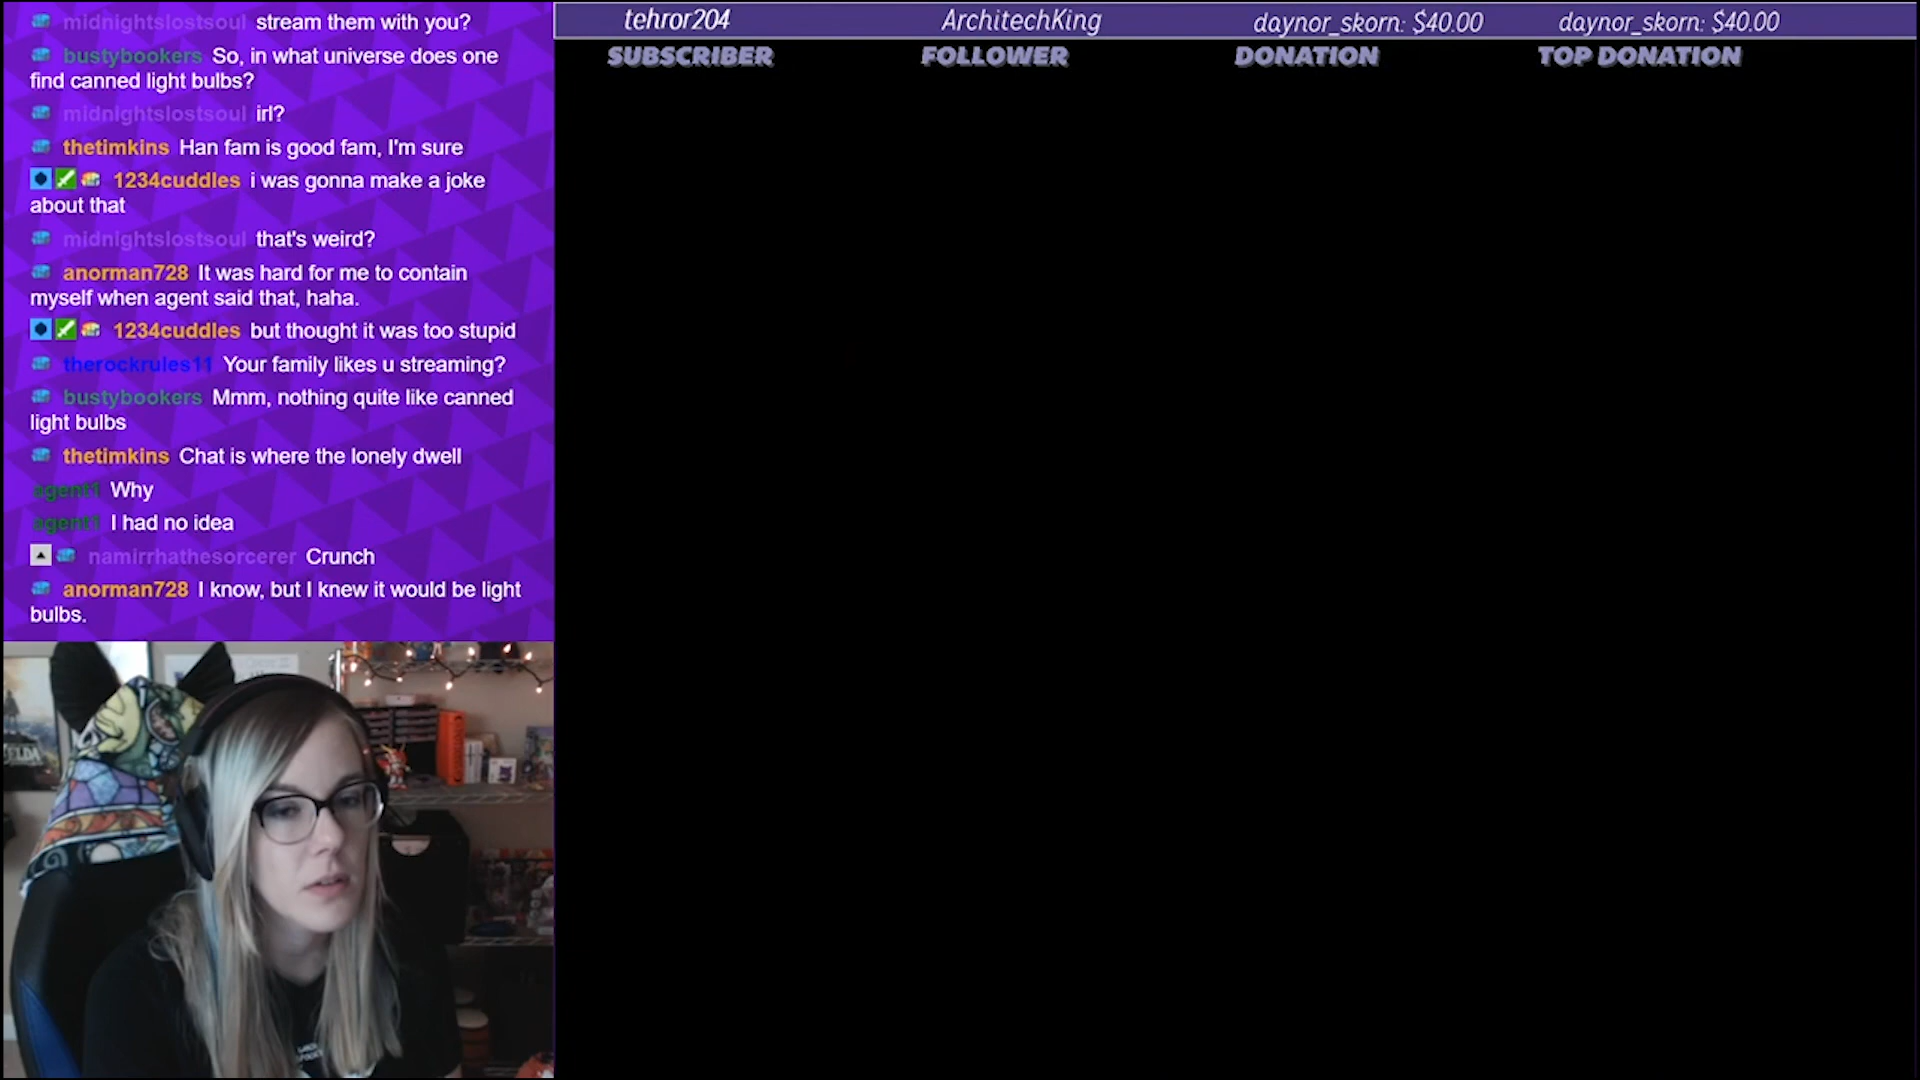 midnightslostsoul stream them with you?
bustybookers So, in what universe does one
find canned light bulbs?
midnightslostsoul irl?
thetimkins Han fam is good fam, I'm sure
1234cuddles i was gonna make a joke
about that
midnightslostsoul that's weird?
anorman728 It was hard for me to contain
myself when agent said that, haha.
1234cuddles but thought it was too stupid
therockrules11 Your family likes u streaming?
bustybookers Mmm, nothing quite like canned
light bulbs
thetimkins Chat is where the lonely dwell
agent1 Why
agent1 I had no idea
namirrhathesorcerer Crunch
anorman728 I know, but I knew it would be light
bulbs.
tehror204 ArchitechKing daynor_skorn: $40.00 daynor_skorn: $40.00
SUBSCRIBER FOLLOWER DONATION TOP DONATION
ZELDA